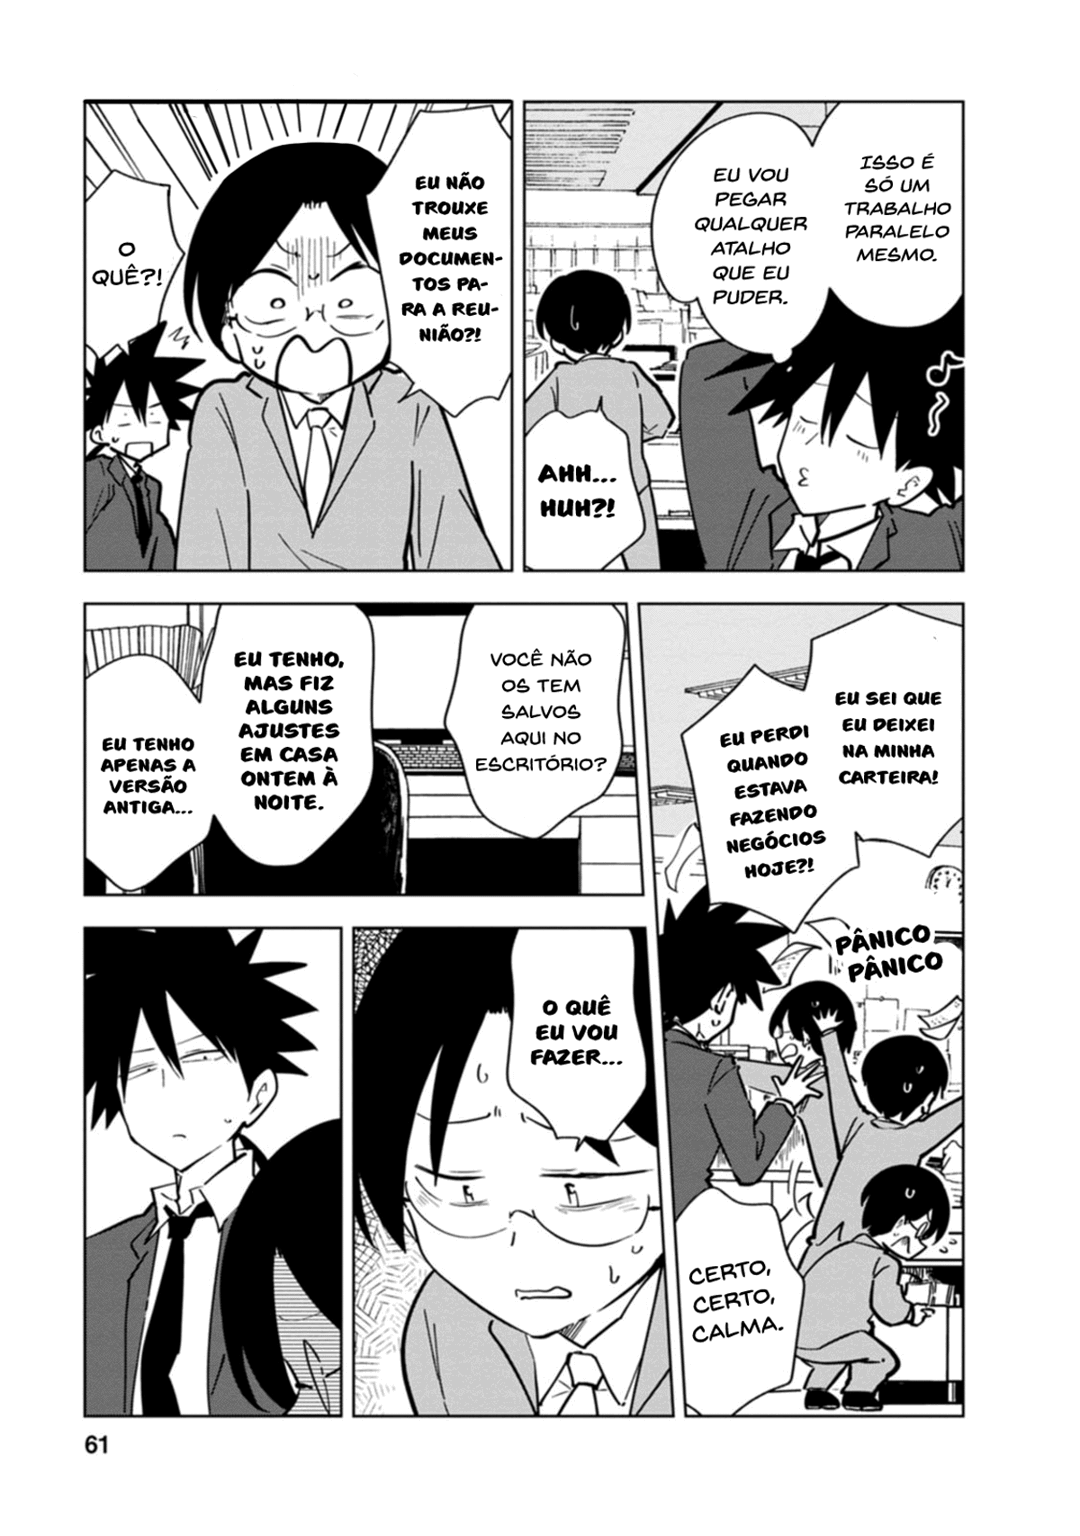 ISSO É
SÓ UM
TRABALHO
PARALELO
MESMO.
EU VOU
PEGAR
QUALQUER
ATALHO
QUE EU
PUDER.
AHH...
HUH?!
EU NÃO
TROUXE
MEUS
DOCUMEN-
TOS PA-
RA A REU-
NIÃO?!
O
QUÊ?!
EU SEI QUE
EU DEIXEI
NA MINHA
CARTEIRA!
EU PERDI
QUANDO
ESTAVA
FAZENDO
NEGÓCIOS
HOJE?!
PÂNICO
PÂNICO
CERTO,
CERTO,
CALMA.
VOCÊ NÃO
OS TEM
SALVOS
AQUI NO
ESCRITÓRIO?
EU TENHO,
MAS FIZ
ALGUNS
AJUSTES
EM CASA
ONTEM À
NOITE.
EU TENHO
APENAS A
VERSÃO
ANTIGA...
O QUÊ
EU VOU
FAZER...
61